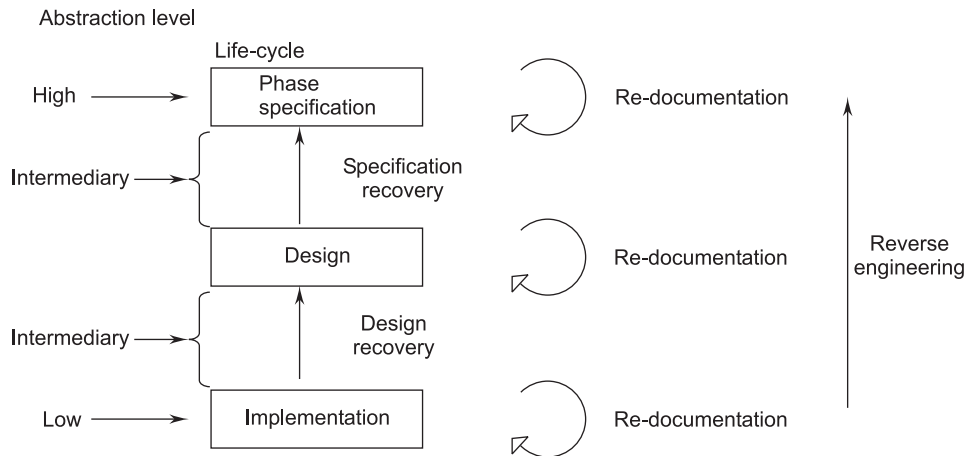 Abstraction level
Life-cycle
High
Phase
specification
Re-documentation
Intermediary
Specification
recovery
Design
Re-documentation
Reverse
engineering
Intermediary
Design
recovery
Low
Implementation
Re-documentation